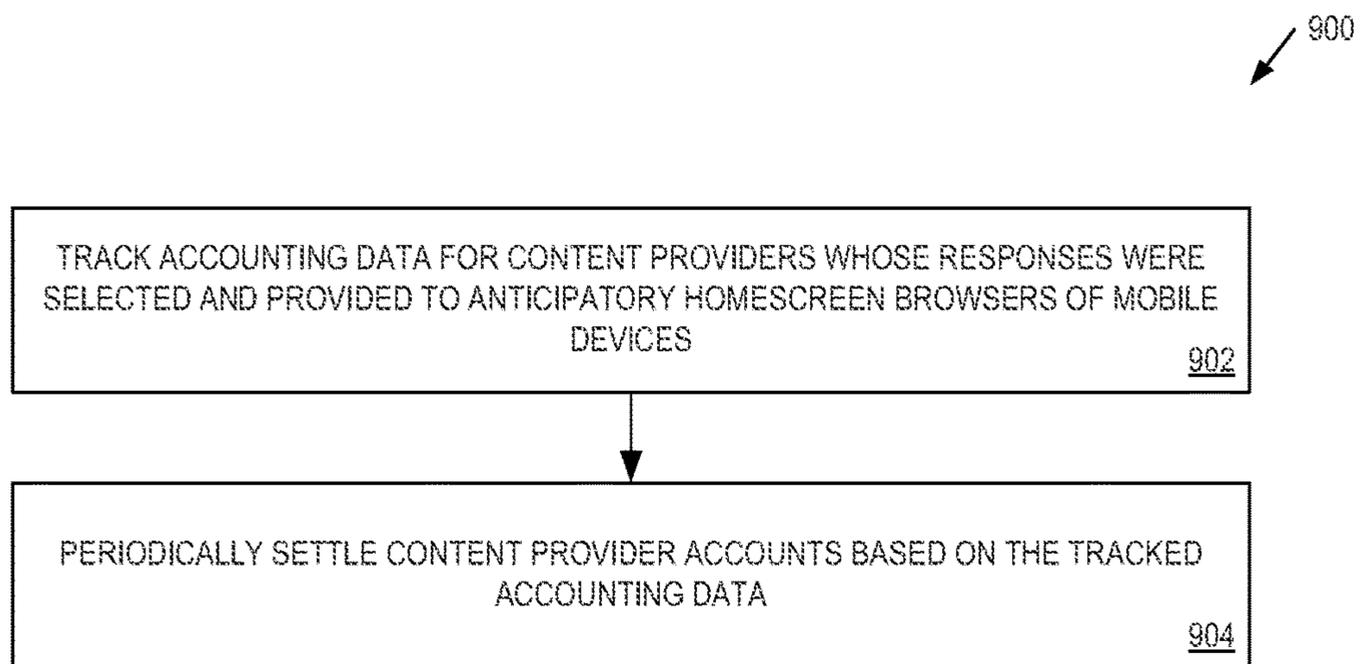 900
TRACK ACCOUNTING DATA FOR CONTENT PROVIDERS WHOSE RESPONSES WERE
SELECTED AND PROVIDED TO ANTICIPATORY HOMESCREEN BROWSERS OF MOBILE
DEVICES
902
PERIODICALLY SETTLE CONTENT PROVIDER ACCOUNTS BASED ON THE TRACKED
ACCOUNTING DATA
904